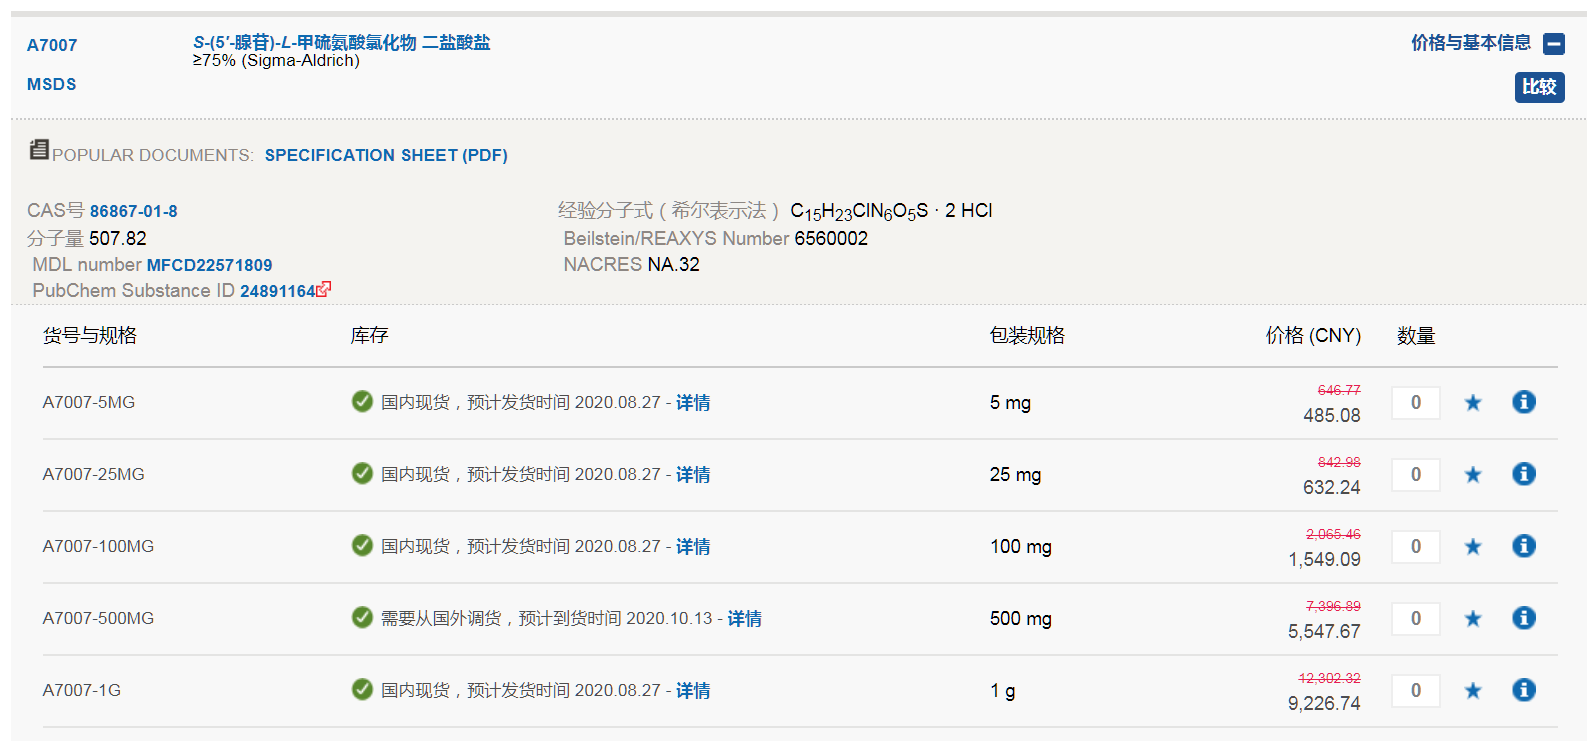 A7007
S-(5′-腺苷)-L-甲硫氨酸氯化物 二盐酸盐
价格与基本信息
≥75% (Sigma-Aldrich)
MSDS
比较
POPULAR DOCUMENTS: SPECIFICATION SHEET (PDF)
CAS号 86867-01-8
经验分子式（希尔表示法） C15H23ClN6O5S · 2 HCl
分子量 507.82
Beilstein/REAXYS Number 6560002
MDL number MFCD22571809
NACRES NA.32
PubChem Substance ID 24891164
货号与规格 库存 包装规格 价格 (CNY) 数量
646.77
A7007-5MG 国内现货，预计发货时间 2020.08.27 - 详情 5 mg 485.08 0
842.98
A7007-25MG 国内现货，预计发货时间 2020.08.27 - 详情 25 mg 632.24 0
2,065.46
A7007-100MG 国内现货，预计发货时间 2020.08.27 - 详情 100 mg 1,549.09 0
7,396.89
A7007-500MG 需要从国外调货，预计到货时间 2020.10.13 - 详情 500 mg 5,547.67 0
12,302.32
A7007-1G 国内现货，预计发货时间 2020.08.27 - 详情 1 g 9,226.74 0